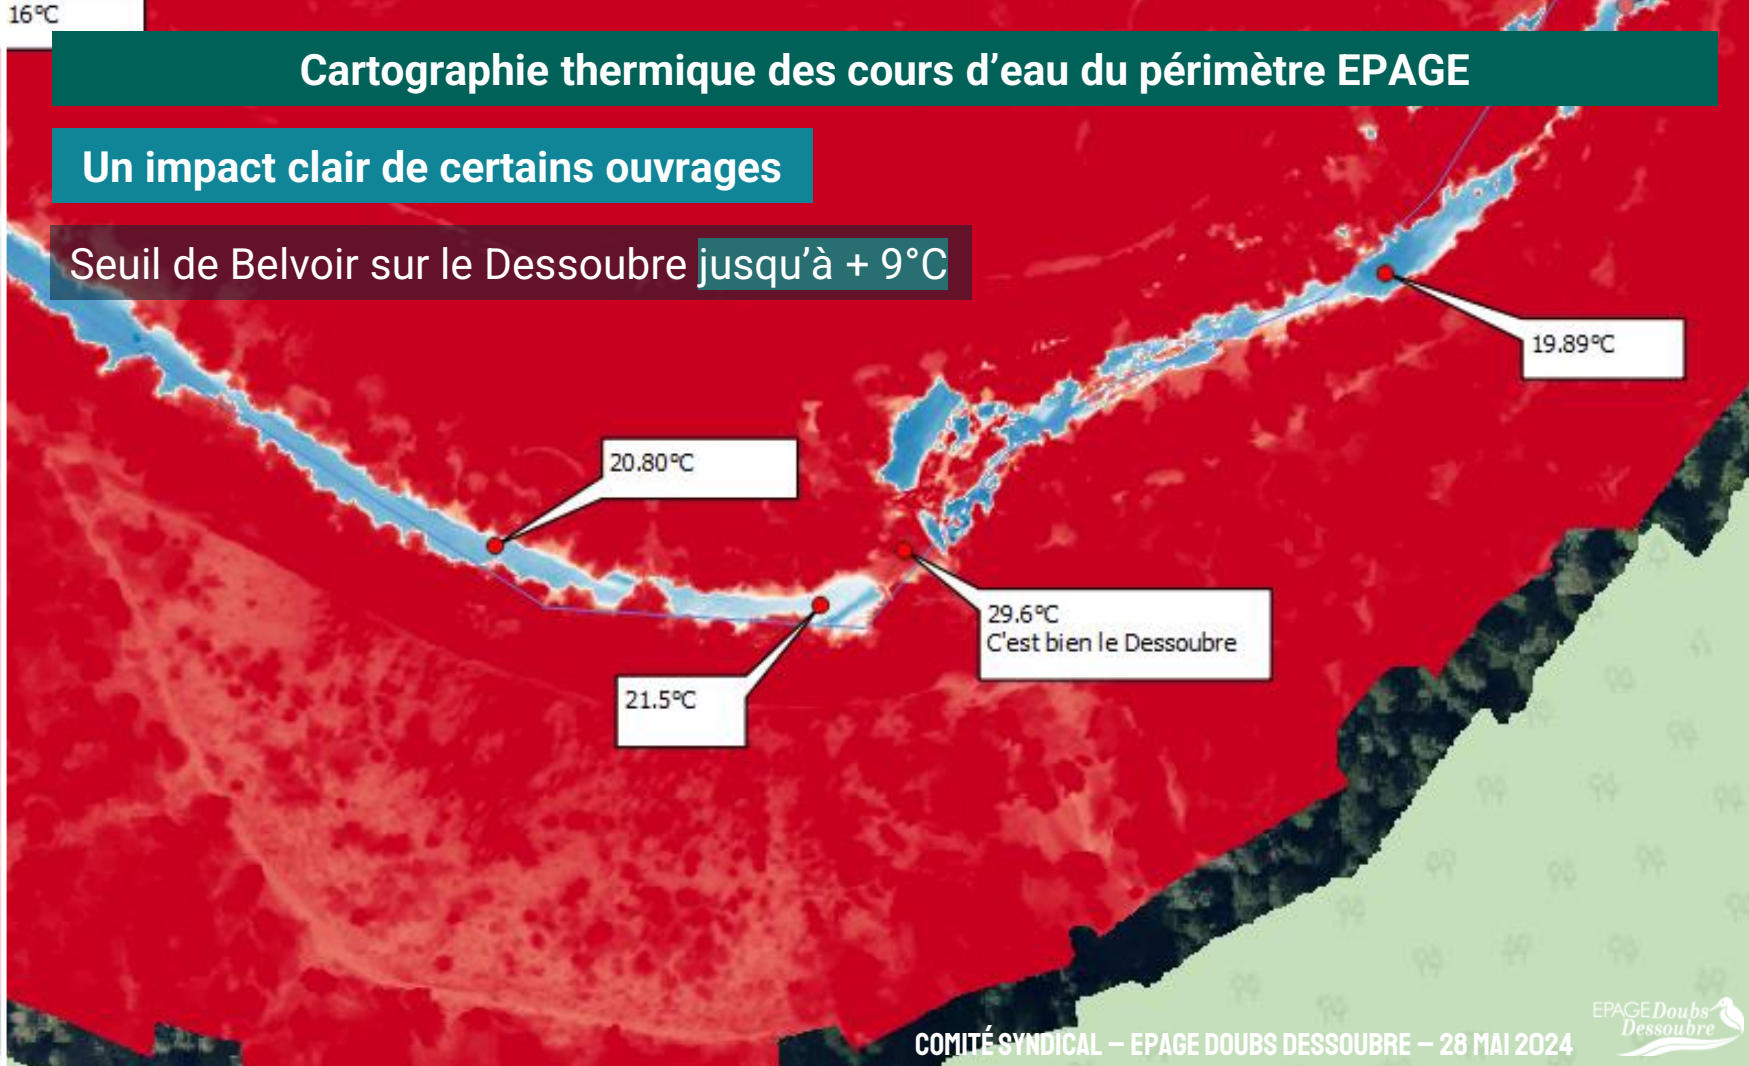 16°C
Cartographie thermique des cours d’eau du périmètre EPAGE
Un impact clair de certains ouvrages
Seuil de Belvoir sur le Dessoubre jusqu’à + 9°C
19.89°C
20.80°C
29.6°C
C'est bien le Dessoubre
21.5°C
EPAGE Doubs
Dessoubre
COMITÉ SYNDICAL – EPAGE DOUBS DESSOUBRE – 28 MAI 2024